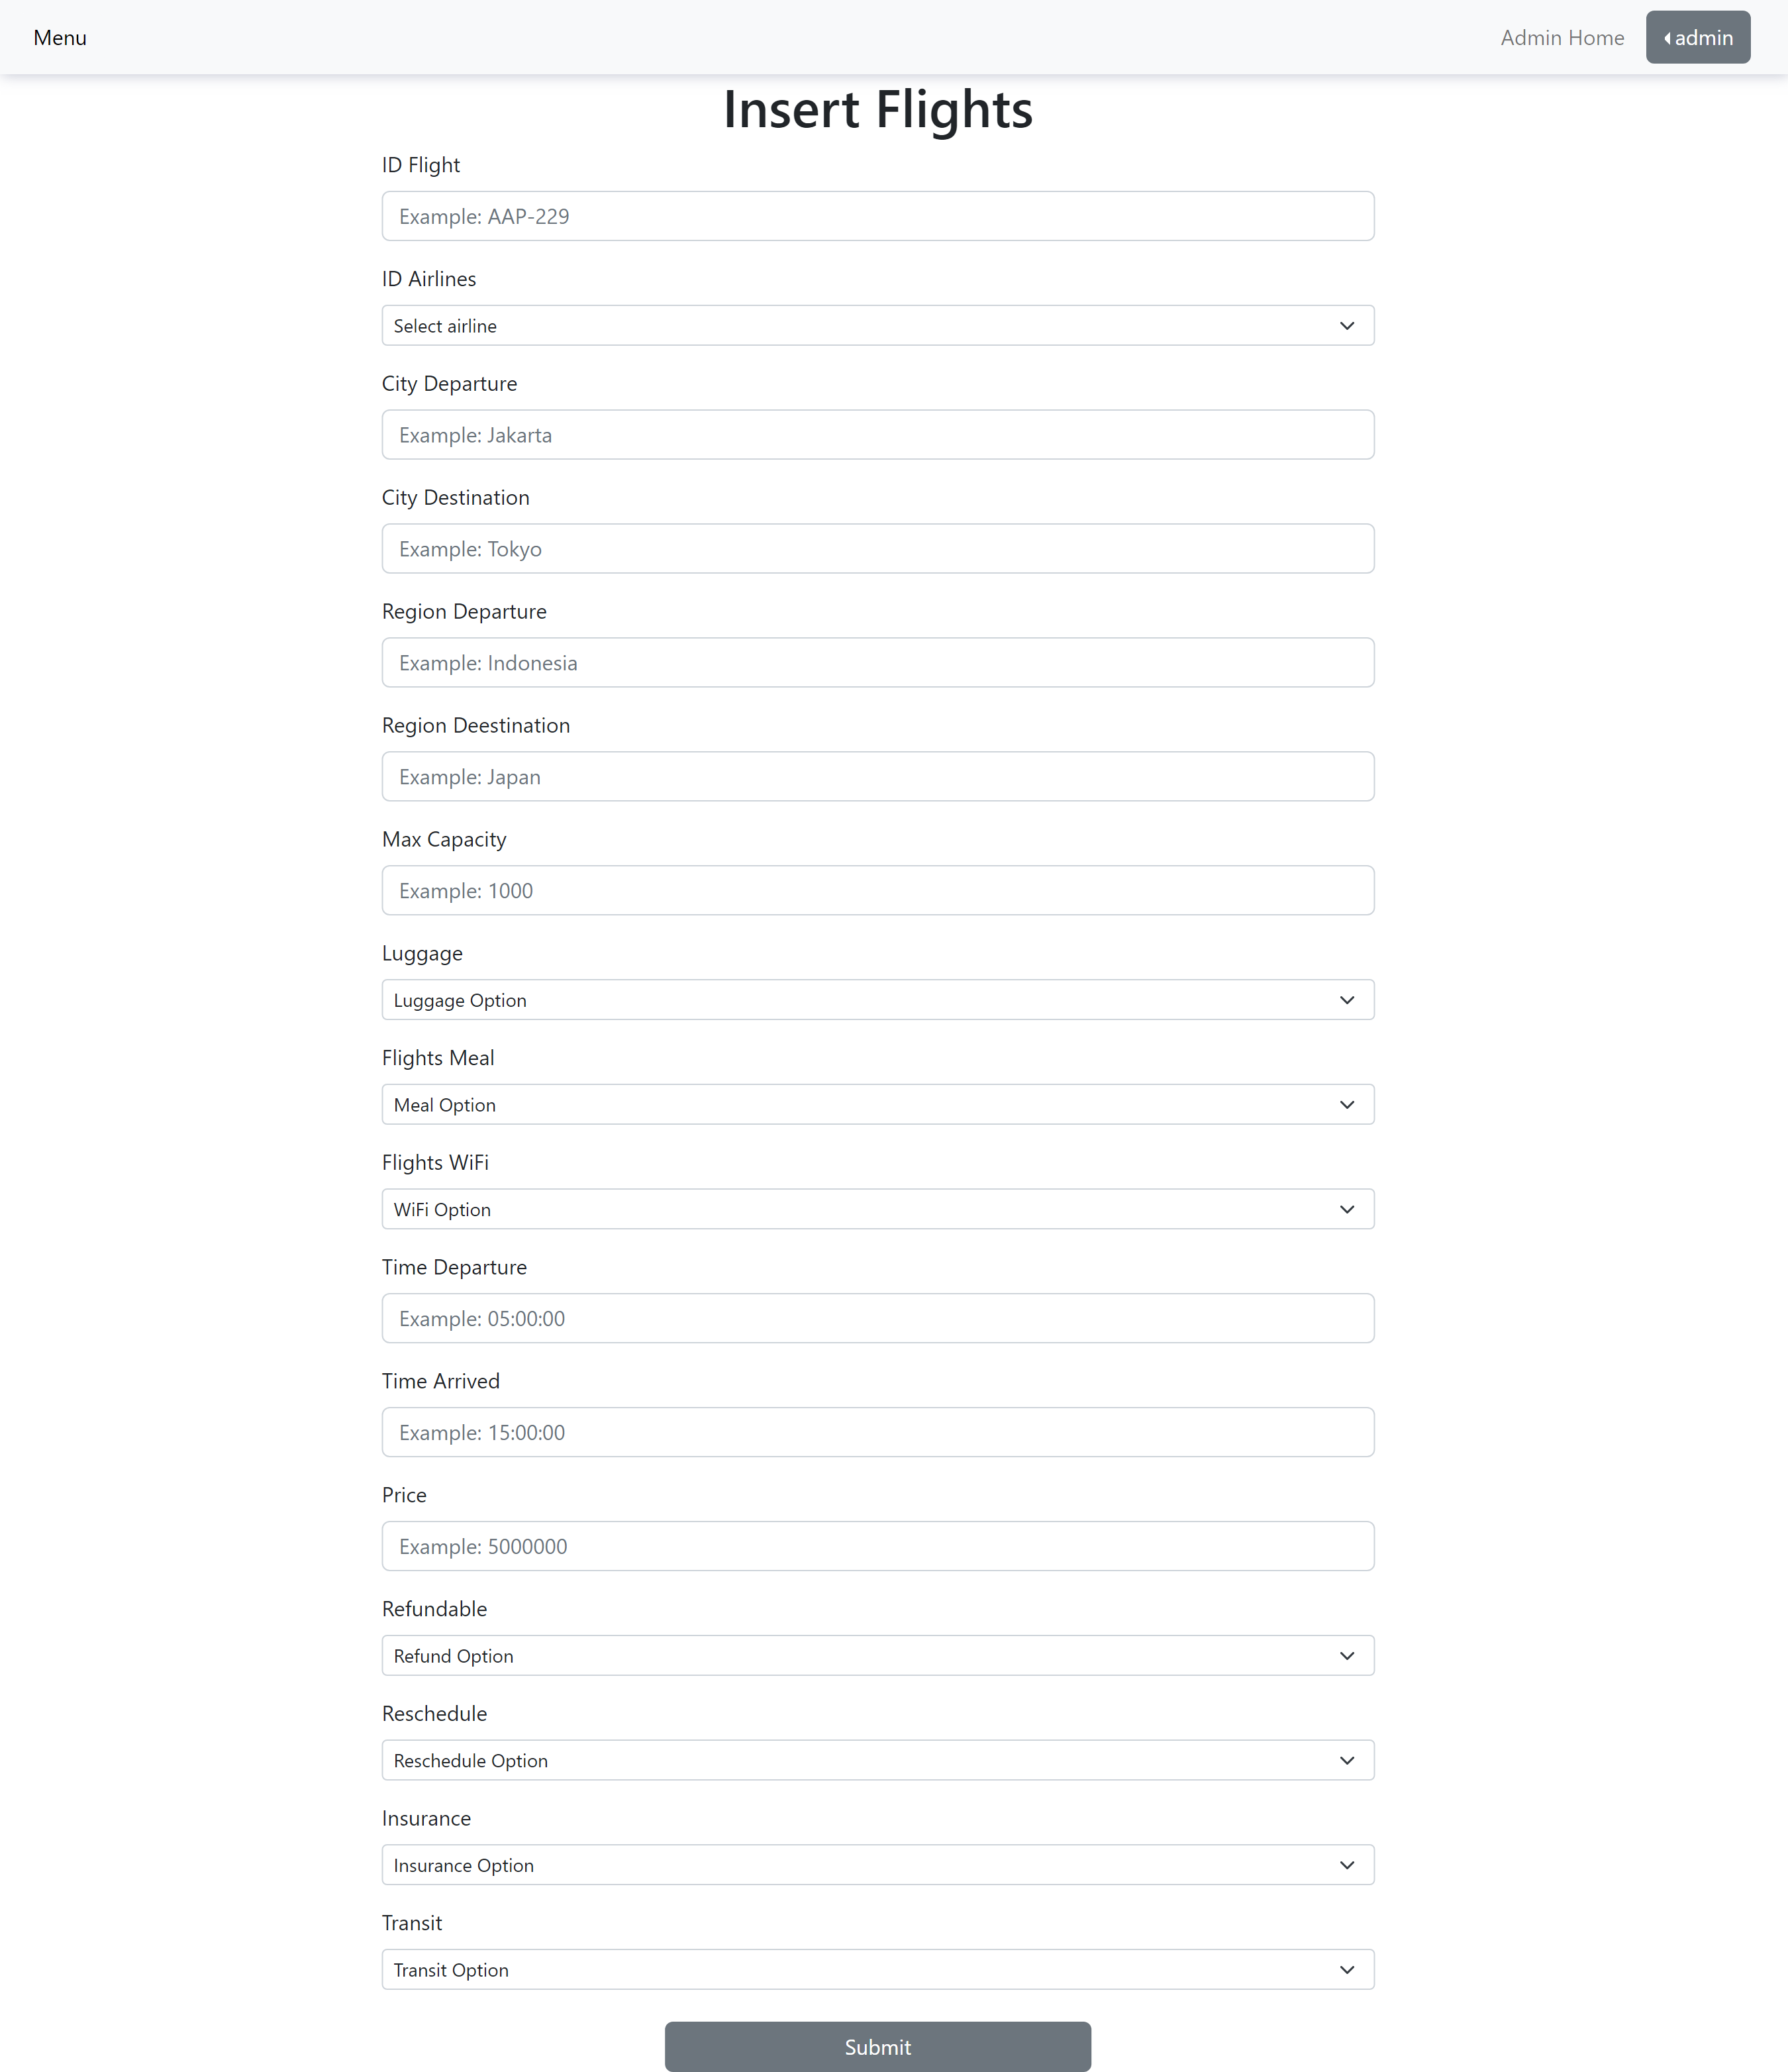 Menu
Admin Home
admin
Insert Flights
ID Flight
Example: AAP-229
ID Airlines
Select airline
City Departure
Example: Jakarta
City Destination
Example: Tokyo
Region Departure
Example: Indonesia
Region Deestination
Example: Japan
Max Capacity
Example: 1000
Luggage
Luggage Option
Flights Meal
Meal Option
Flights WiFi
WiFi Option
Time Departure
Example: 05:00:00
Time Arrived
Example: 15:00:00
Price
Example: 5000000
Refundable
Refund Option
Reschedule
Reschedule Option
Insurance
Insurance Option
Transit
Transit Option
Submit